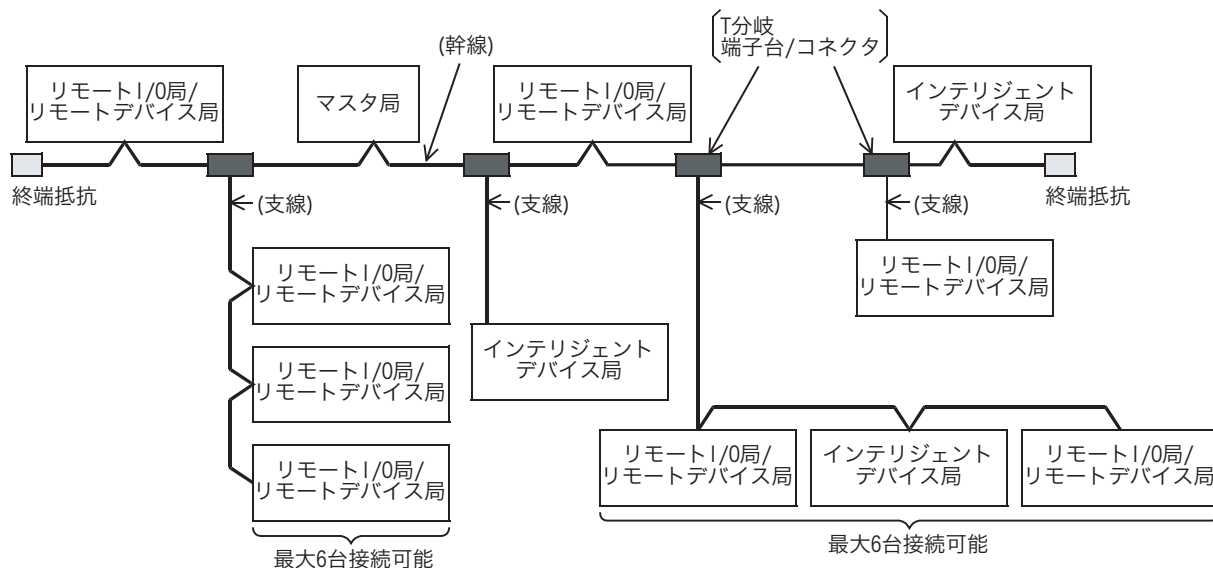 T分岐
端子台/コネクタ
(幹線)
リモートI/O局/
リモートデバイス局
マスタ局
リモートI/O局/
リモートデバイス局
インテリジェント
デバイス局
終端抵抗
(支線)
(支線)
(支線)
(支線)
終端抵抗
リモートI/O局/
リモートデバイス局
リモートI/O局/
リモートデバイス局
インテリジェント
デバイス局
リモートI/O局/
リモートデバイス局
リモートI/O局/
リモートデバイス局
リモートI/O局/
リモートデバイス局
インテリジェント
デバイス局
リモートI/O局/
リモートデバイス局
最大6台接続可能
最大6台接続可能